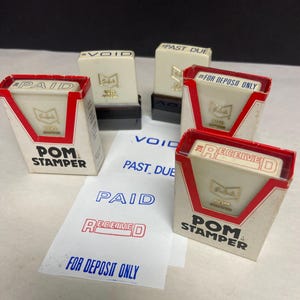 VOID
PAST DUE
PAID
FOR DEPOSIT ONLY
POM
STAMPER
RECEIVED
POM
STAMPER
VOID
PAST DUE
PAID
RECEIVED
FOR DEPOSIT ONLY